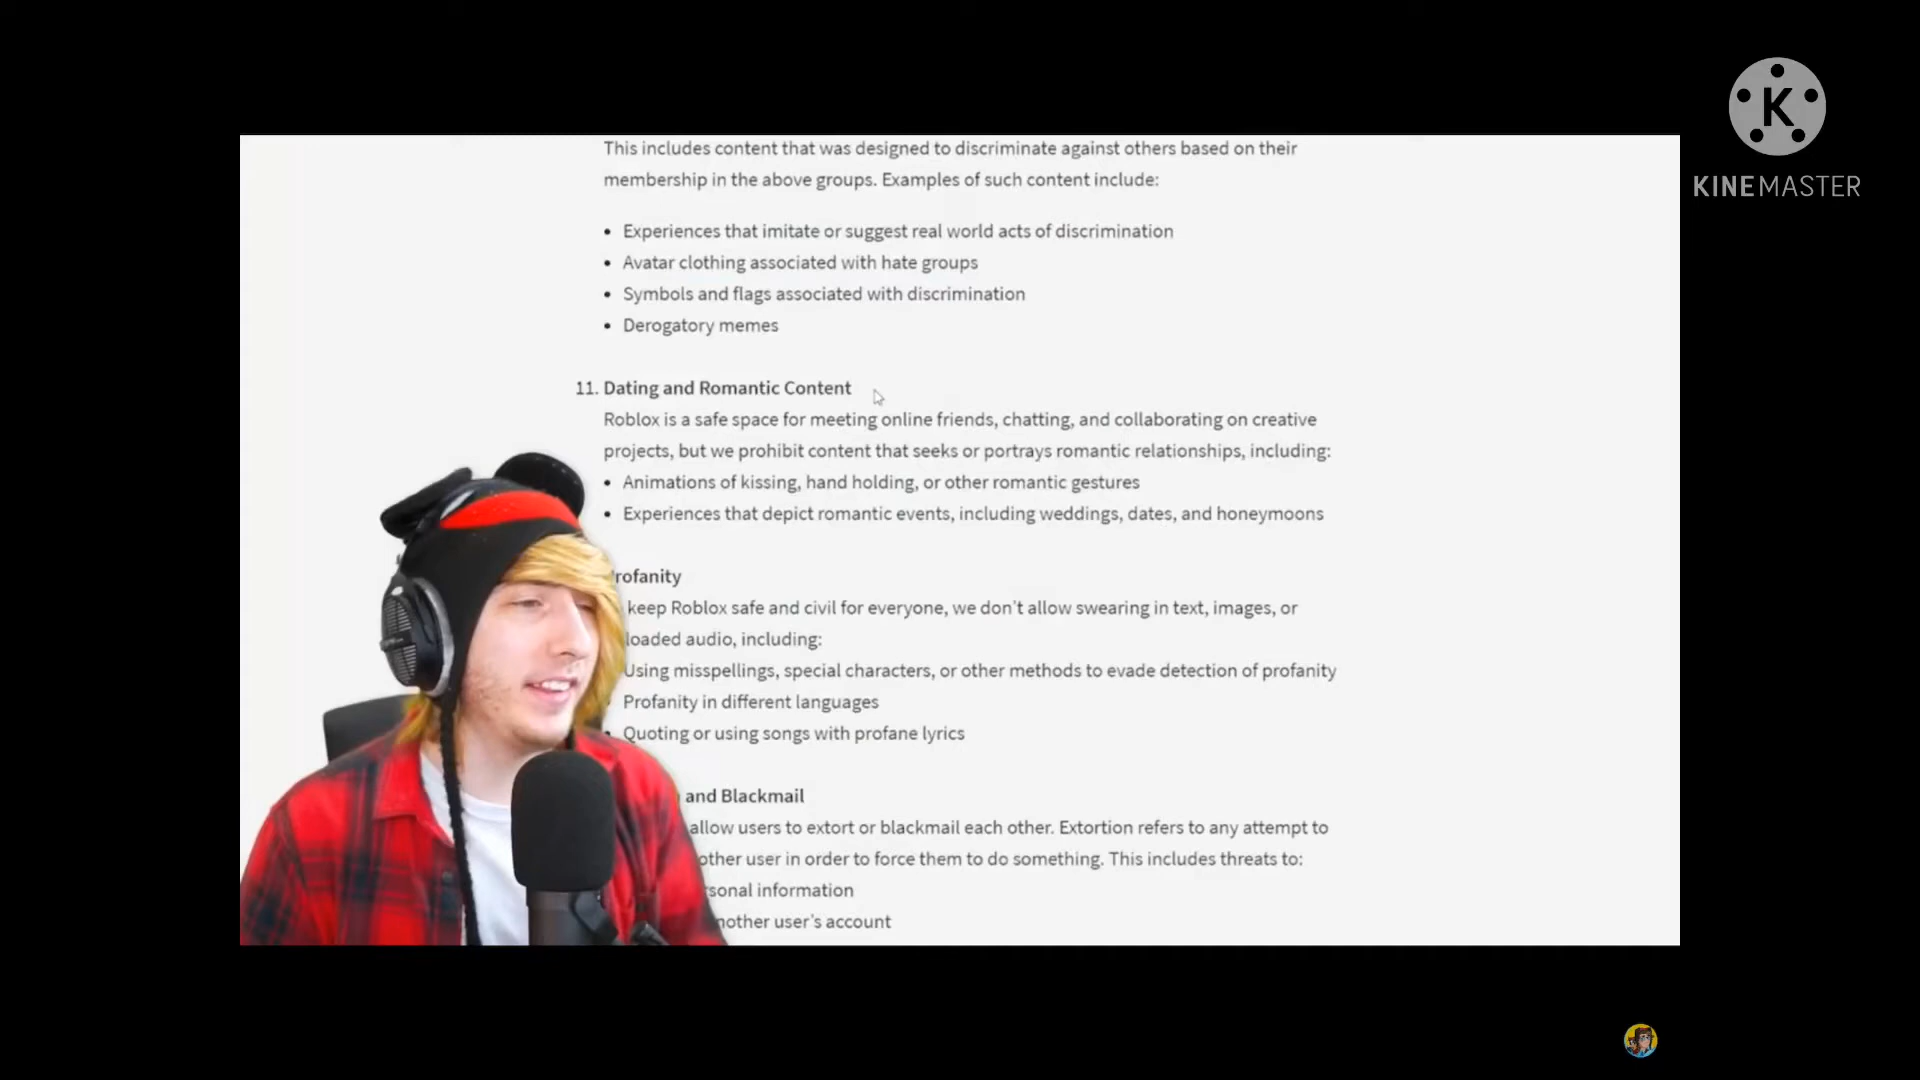 This includes content that was designed to discriminate against others based on their
membership in the above groups. Examples of such content include:
• Experiences that imitate or suggest real world acts of discrimination
• Avatar clothing associated with hate groups
• Symbols and flags associated with discrimination
• Derogatory memes
11. Dating and Romantic Content
Roblox is a safe space for meeting online friends, chatting, and collaborating on creative
projects, but we prohibit content that seeks or portrays romantic relationships, including:
• Animations of kissing, hand holding, or other romantic gestures
• Experiences that depict romantic events, including weddings, dates, and honeymoons
rofanity
keep Roblox safe and civil for everyone, we don't allow swearing in text, images, or
loaded audio, including:
Using misspellings, special characters, or other methods to evade detection of profanity
Profanity in different languages
• Quoting or using songs with profane lyrics
and Blackmail
allow users to extort or blackmail each other. Extortion refers to any attempt to
other user in order to force them to do something. This includes threats to:
sonal information
nother user's account
K
KINEMASTER